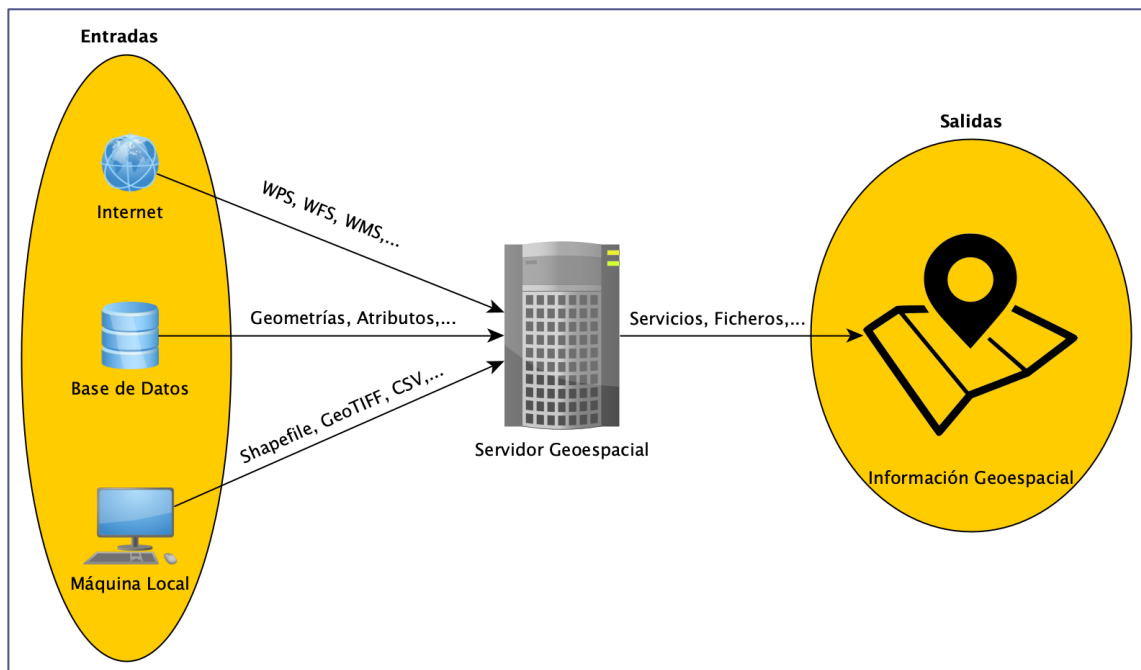 Entradas
Internet
WPS, WFS, WMS,...
Base de Datos
Geometrías, Atributos,...
Máquina Local
Shapefile, GeoTIFF, CSV,...
Servidor Geoespacial
Servicios, Ficheros,...
Salidas
Información Geoespacial